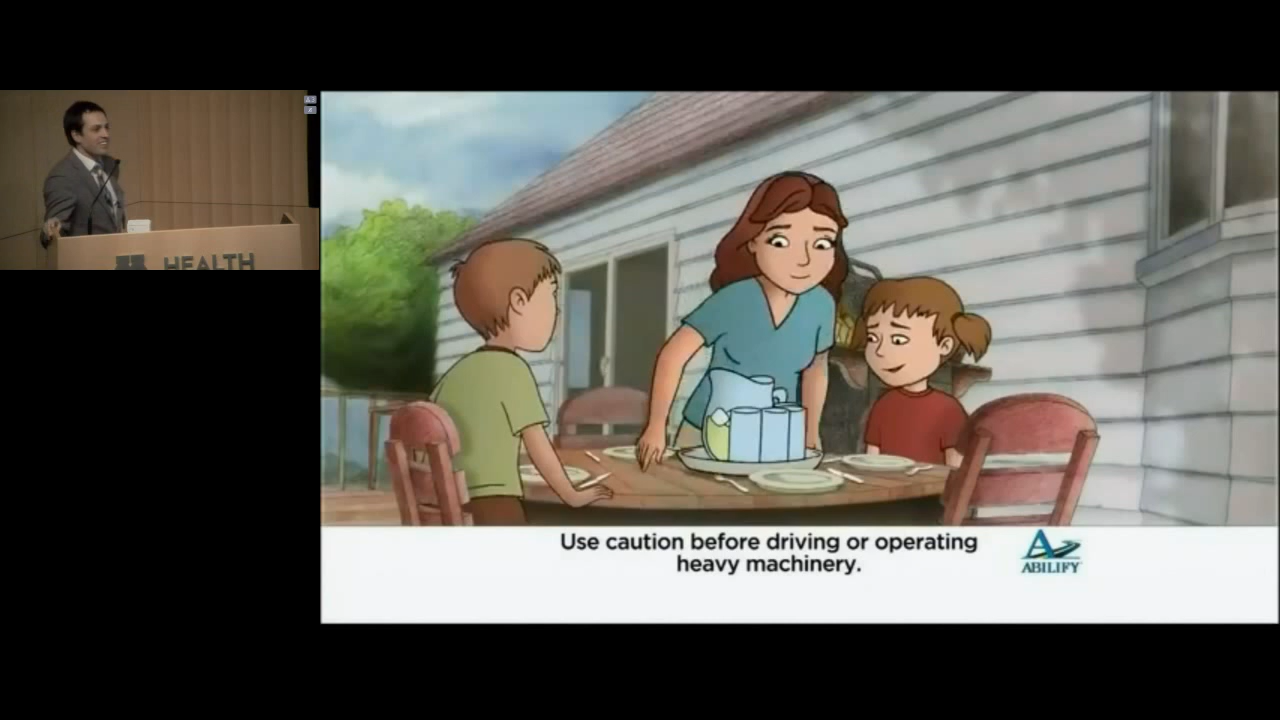 HEALTH
Use caution before driving or operating
heavy machinery.
ABILIFY